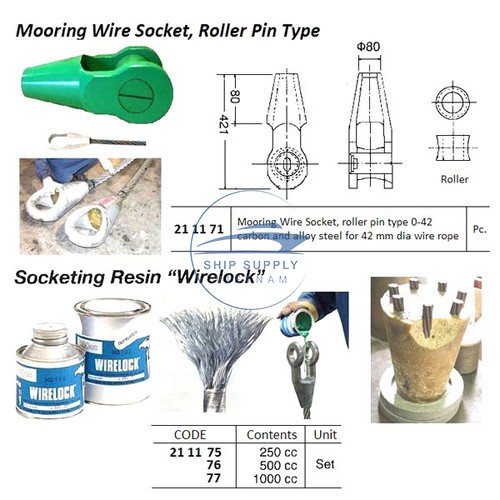 Mooring Wire Socket, Roller Pin Type
Φ80
80
421
Roller
21 11 71 Mooring Wire Socket, roller pin type 0-42 Pc.
carbon and alloy steel for 42 mm dia wire rope
SHIP SUPPLY
Socketing Resin “Wirelock”
WIRELOCK
WIRELOCK
CODE Contents Unit
21 11 75 250 cc
76 500 cc Set
77 1000 cc